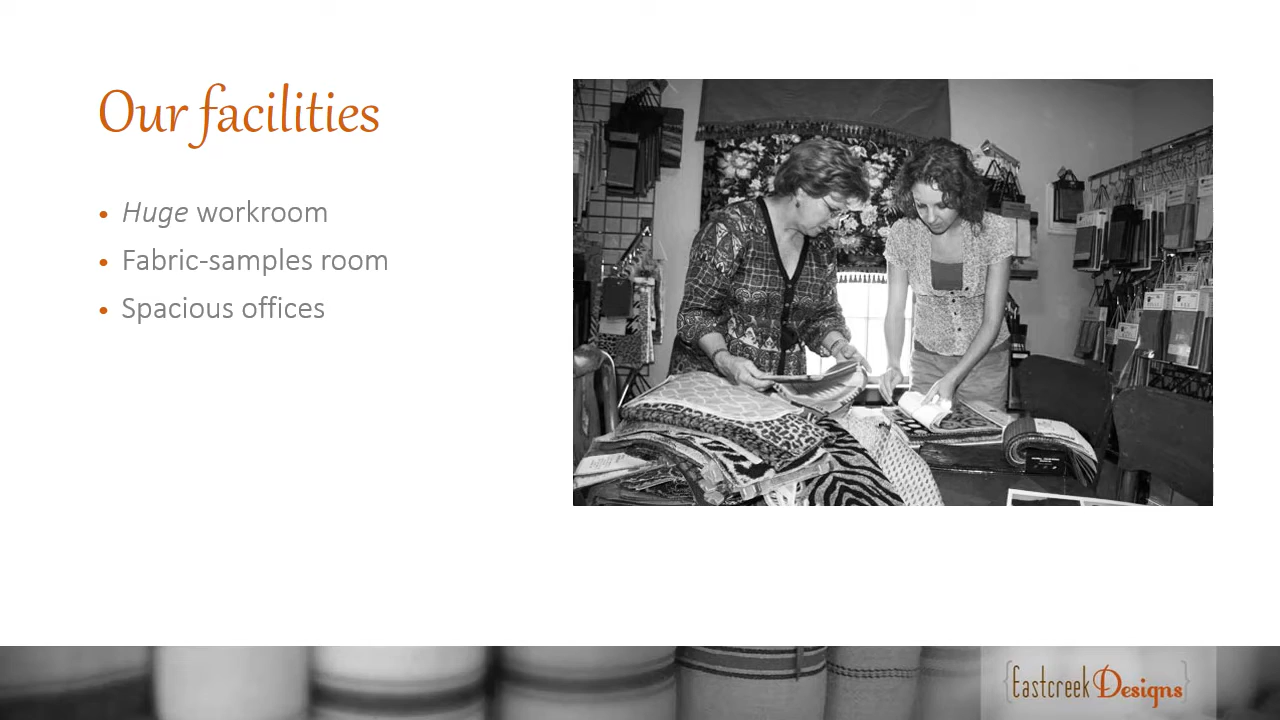 Our facilities
• Huge workroom
• Fabric-samples room
• Spacious offices
{Eastcreek Designs}